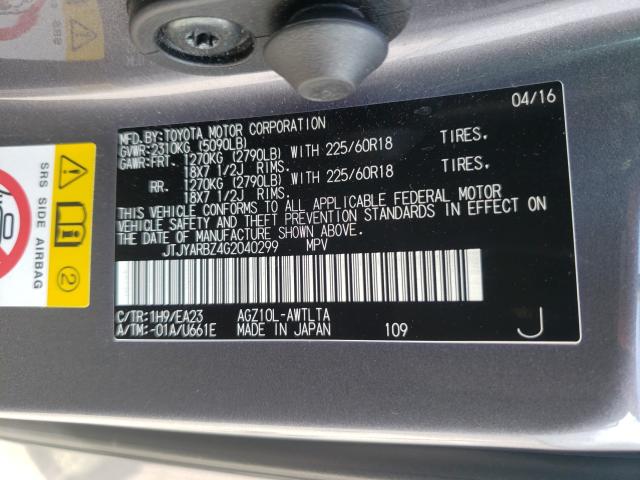 04/16
MFD.BY:TOYOTA MOTOR CORPORATION
GVWR:2310KG (5090LB)
GAWR:FRT. 1270KG (2790LB) WITH 225/60R18 TIRES.
18X7 1/2J RIMS.
RR. 1270KG (2790LB) WITH 225/60R18 TIRES.
18X7 1/2J RIMS.
THIS VEHICLE CONFORMS TO ALL APPLICABLE FEDERAL MOTOR
VEHICLE SAFETY AND THEFT PREVENTION STANDARDS IN EFFECT ON
THE DATE OF MANUFACTURE SHOWN ABOVE.
JTJYARBZ4G2040299 MPV
C/TR:1H9/EA23 AGZ10L-AWTLTA
A/TM:-01A/U661E MADE IN JAPAN 109 J
SRS SIDE AIRBAG
2